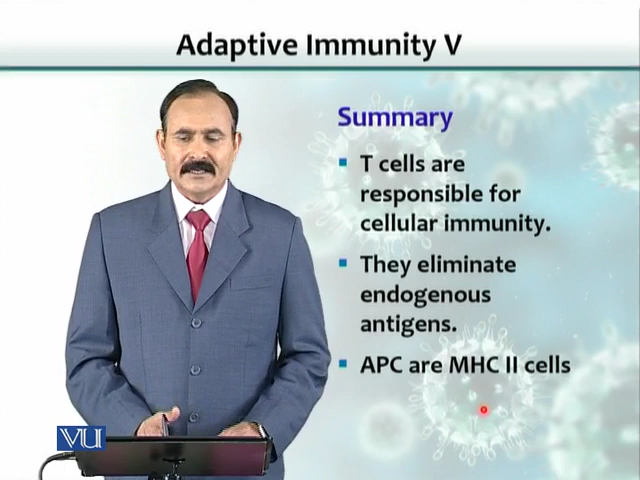 Adaptive Immunity V
Summary
T cells are
responsible for
cellular immunity.
They eliminate
endogenous
antigens.
APC are MHC II cells
VU